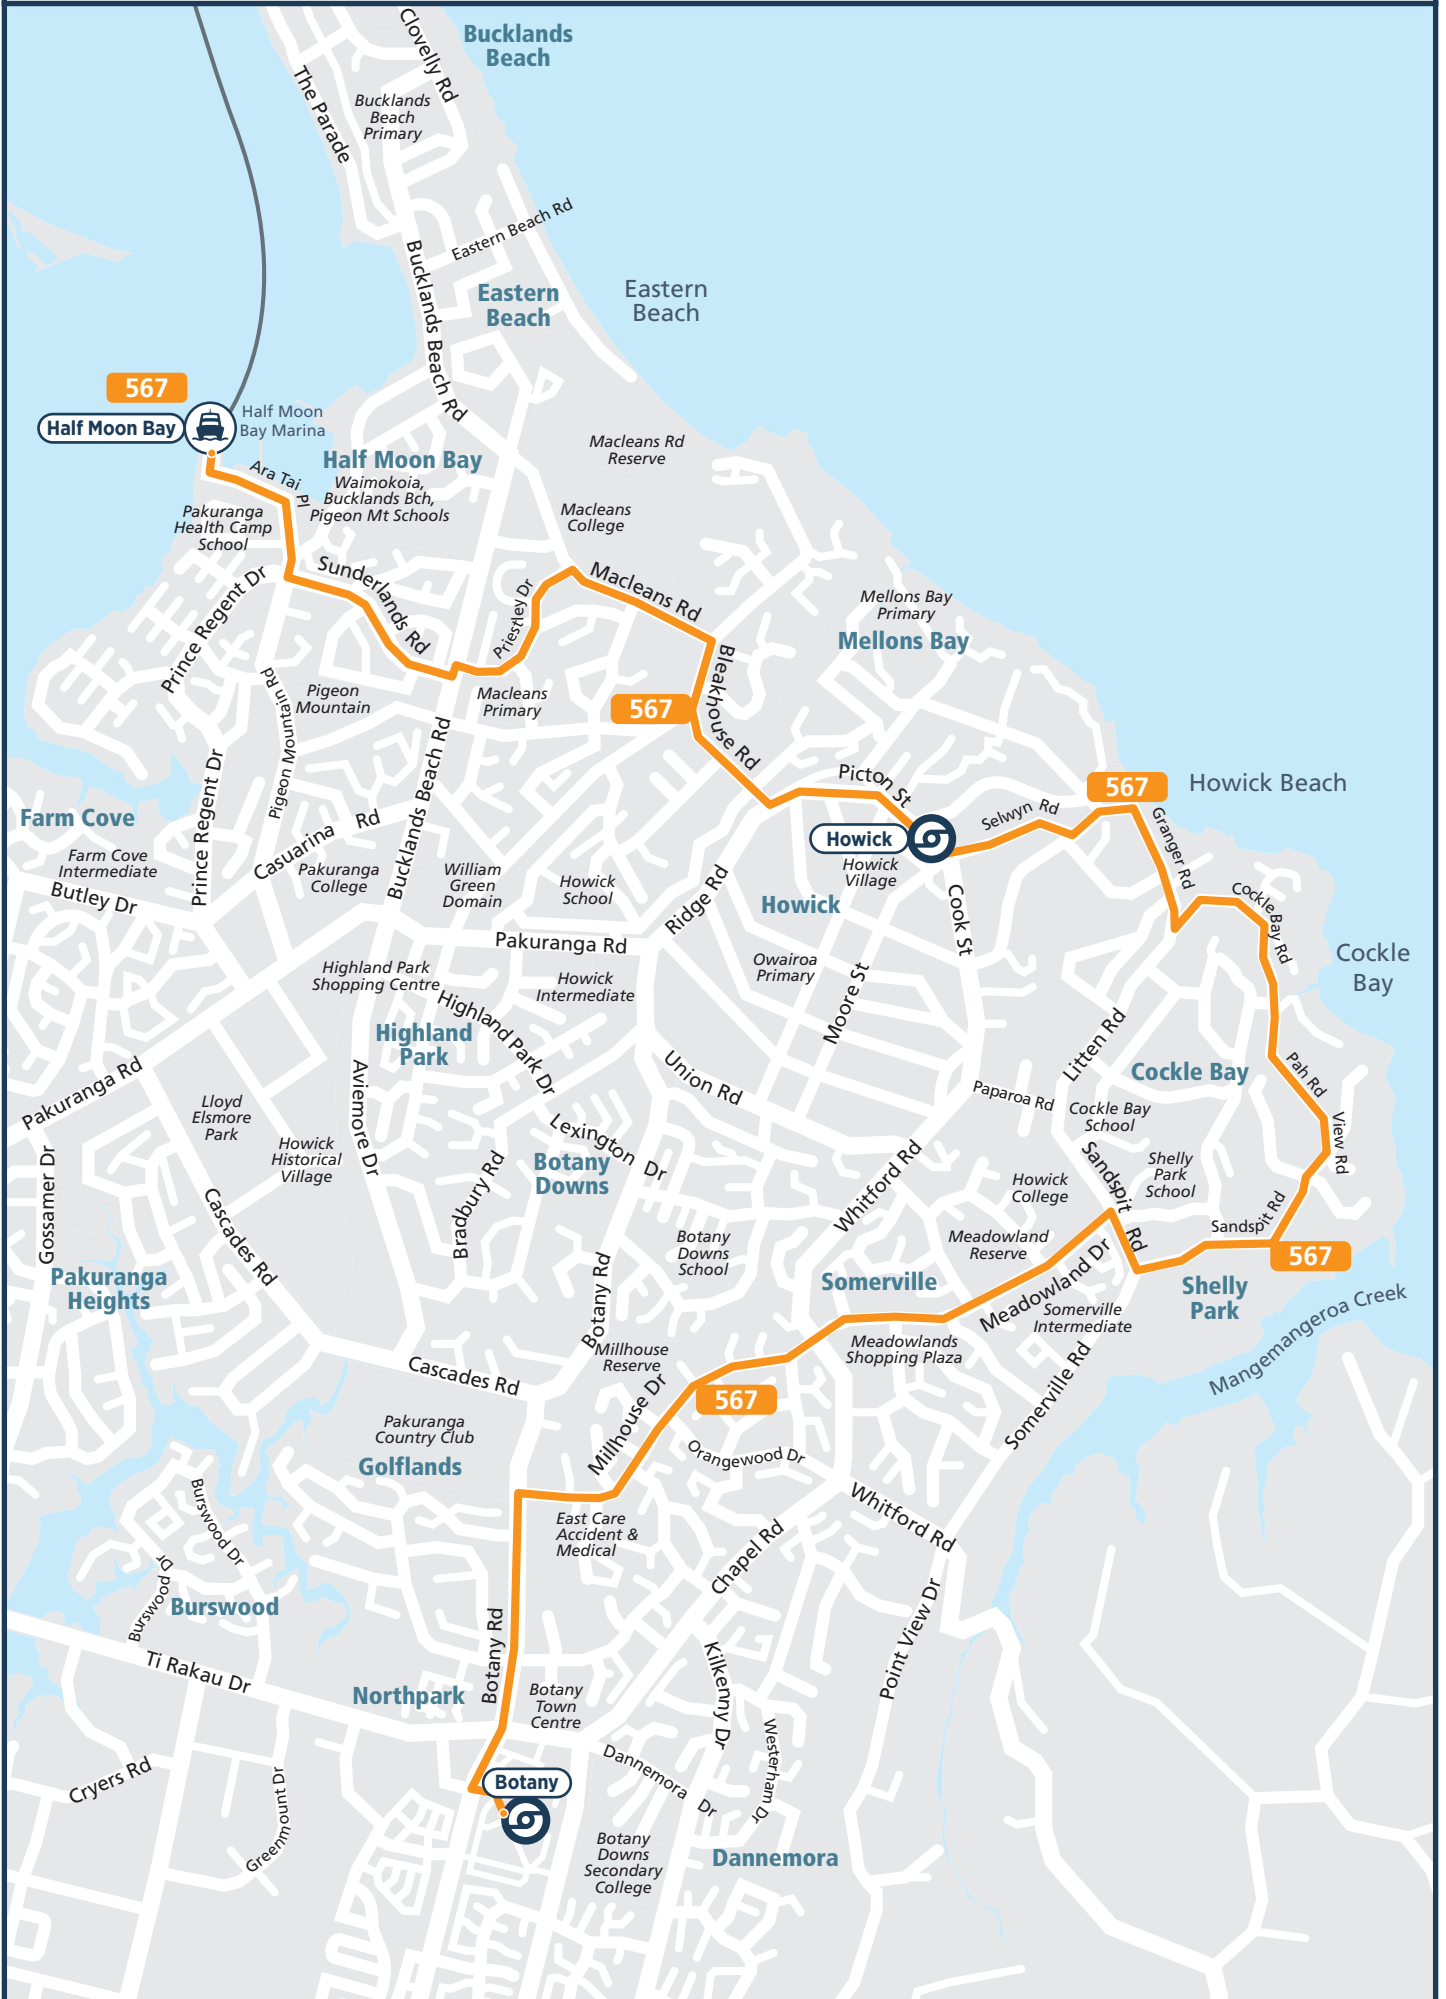 Bucklands
Beach
Clovelly Rd
The Parade
Bucklands
Beach
Primary
Eastern Beach Rd
Bucklands Beach Rd
Eastern
Beach
Eastern
Beach
567
Half Moon Bay
Half Moon
Bay Marina
Half Moon Bay
Ara Tai Pl
Waimokoia,
Bucklands Bch,
Pigeon Mt Schools
Macleans Rd
Reserve
Macleans
College
Pakuranga
Health Camp
School
Sunderlands Rd
Prince Regent Dr
Priestley Dr
Macleans Rd
Mellons Bay
Primary
Mellons Bay
Pigeon Mountain Rd
Pigeon
Mountain
Macleans
Primary
567
Bleakhouse Rd
Bucklands Beach Rd
Prince Regent Dr
Picton St
567
Howick Beach
Farm Cove
Casuarina Rd
Selwyn Rd
Granger Rd
Howick
Farm Cove
Intermediate
Butley Dr
Pakuranga
College
William
Green
Domain
Howick
School
Ridge Rd
Howick
Village
Howick
Cook St
Cockle Bay Rd
Pakuranga Rd
Cockle
Bay
Highland Park
Shopping Centre
Howick
Intermediate
Owairoa
Primary
Moore St
Highland Park Dr
Highland
Park
Litten Rd
Pakuranga Rd
Aviemore Dr
Union Rd
Cockle Bay
Pah Rd
Lloyd
Elsmore
Park
Paparoa Rd
Cockle Bay
School
View Rd
Howick
Historical
Village
Lexington Dr
Botany
Downs
Bradbury Rd
Whitford Rd
Sandspit Rd
Shelly
Park
School
Howick
College
Gossamer Dr
Cascades Rd
Sandspit Rd
Botany
Downs
School
Meadowland
Reserve
567
Pakuranga
Heights
Botany Rd
Somerville
Meadowland Dr
Shelly
Park
Mangemangeroa Creek
Somerville
Intermediate
Meadowlands
Shopping Plaza
Millhouse
Reserve
Cascades Rd
Millhouse Dr
567
Somerville Rd
Pakuranga
Country Club
Golflands
Orangewood Dr
Burswood Dr
Whitford Rd
East Care
Accident &
Medical
Chapel Rd
Burswood Dr
Burswood
Point View Dr
Botany Rd
Ti Rakau Dr
Kilkenny Dr
Northpark
Botany
Town
Centre
Westerham Dr
Dannemora Dr
Cryers Rd
Greenmount Dr
Botany
Botany
Downs
Secondary
College
Dannemora